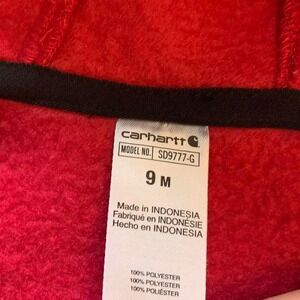 carhartt
MODEL NO. SD9777-G
9 M
Made in INDONESIA
Fabriqué en INDONÉSIE
Hecho en INDONESIA
100% POLYESTER
100% POLYESTER
100% POLIÉSTER